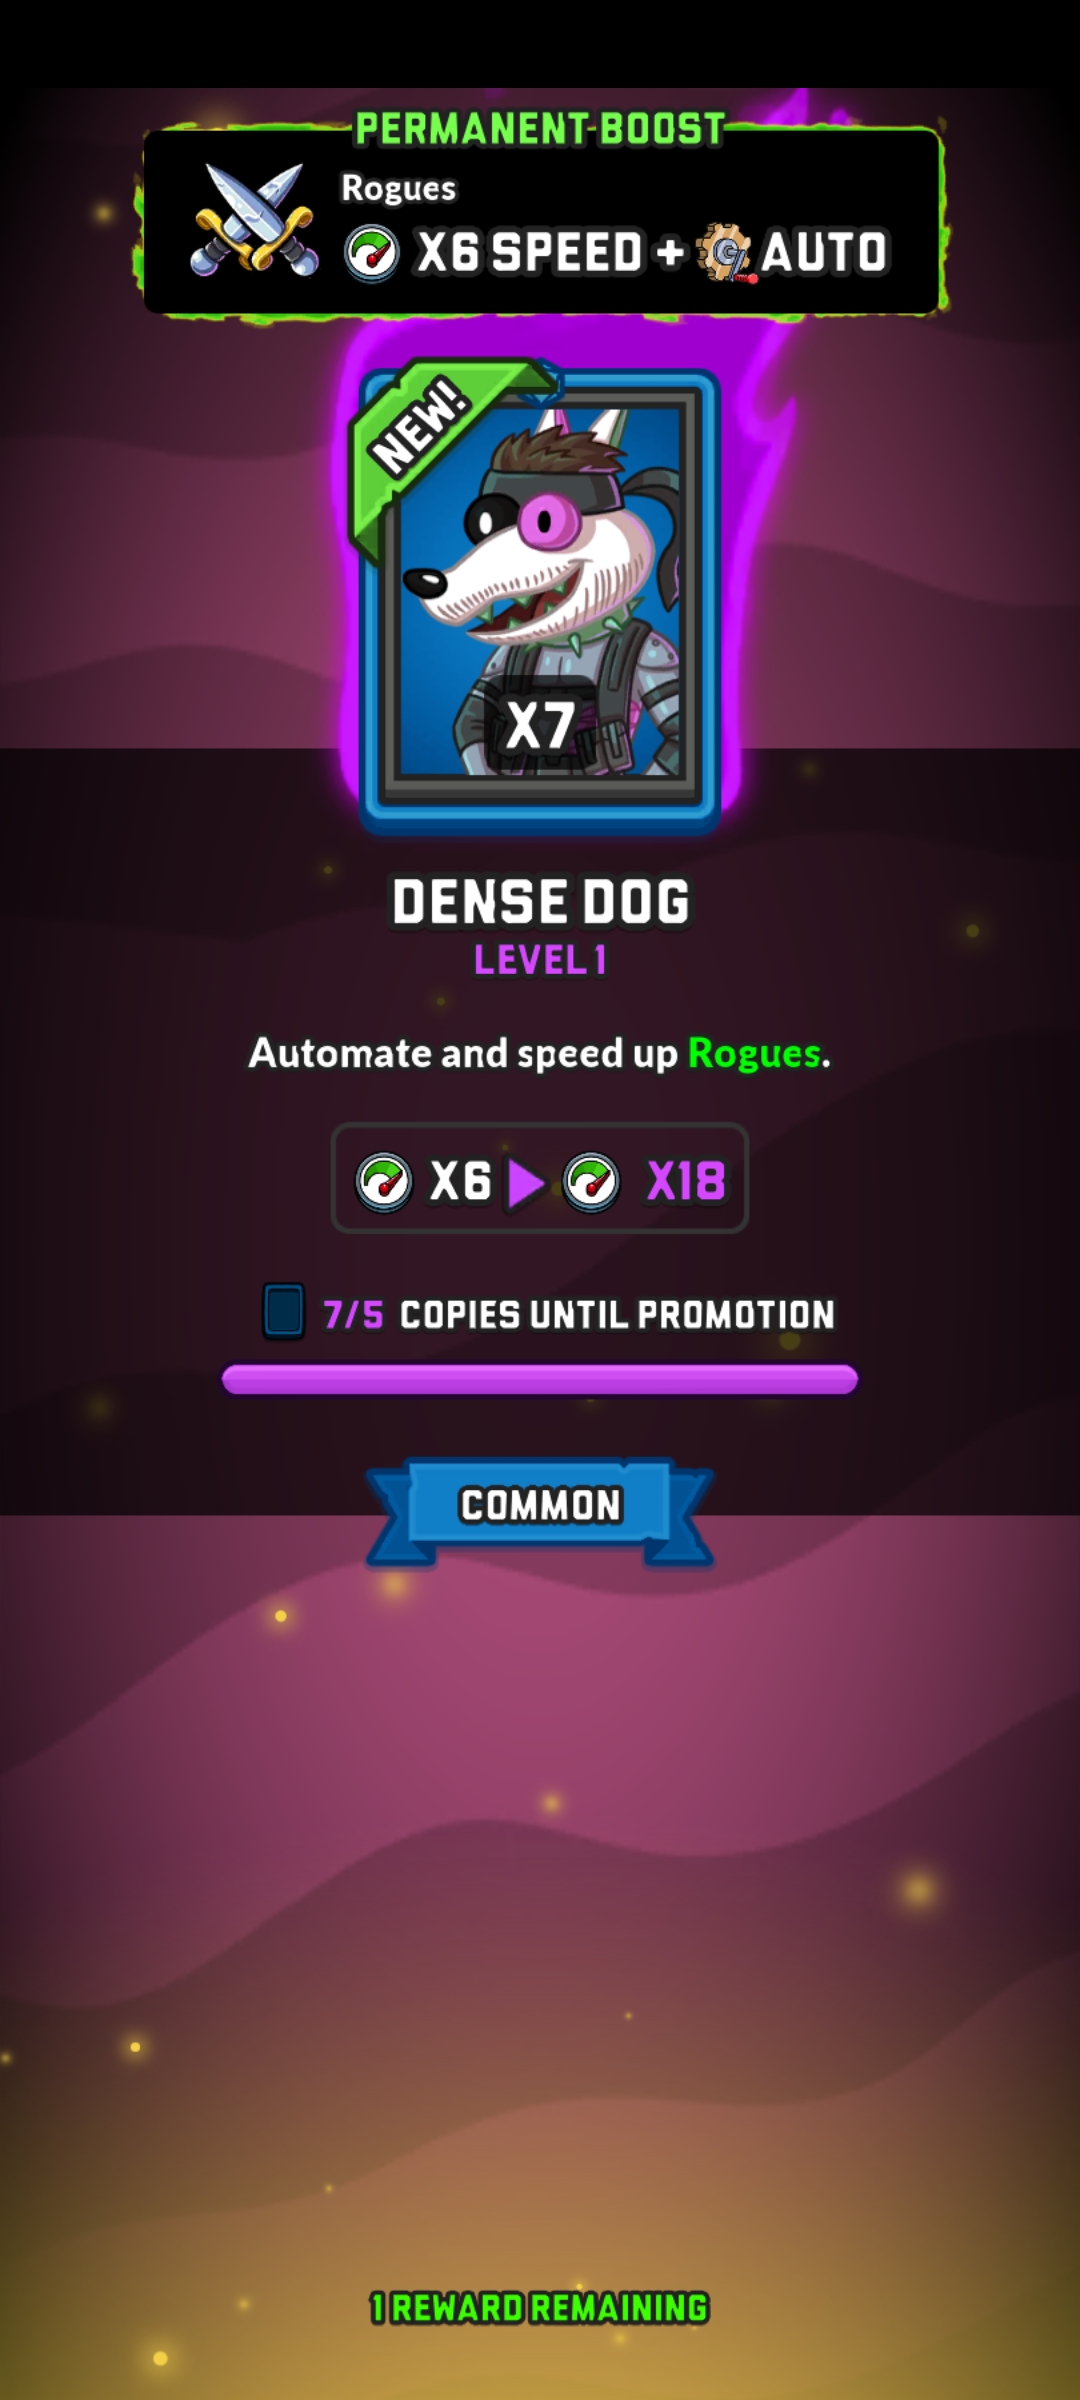 PERMANENT BOOST
Rogues
X6 SPEED + AUTO
NEW!
X7
DENSE DOG
LEVEL 1
Automate and speed up Rogues.
X6 X18
7/5 COPIES UNTIL PROMOTION
COMMON
1 REWARD REMAINING